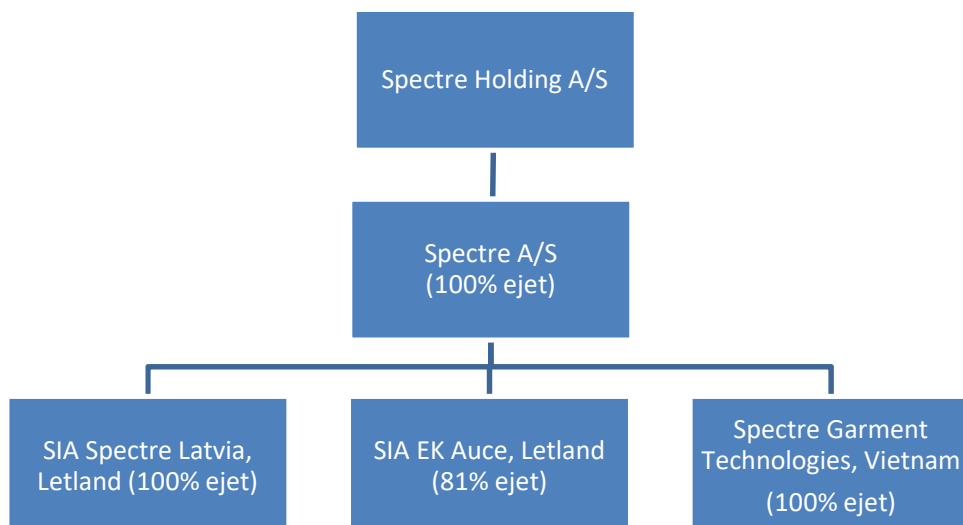 Spectre Holding A/S
Spectre A/S
(100% ejet)
SIA Spectre Latvia,
Letland (100% ejet)
SIA EK Auce, Letland
(81% ejet)
Spectre Garment
Technologies, Vietnam
(100% ejet)